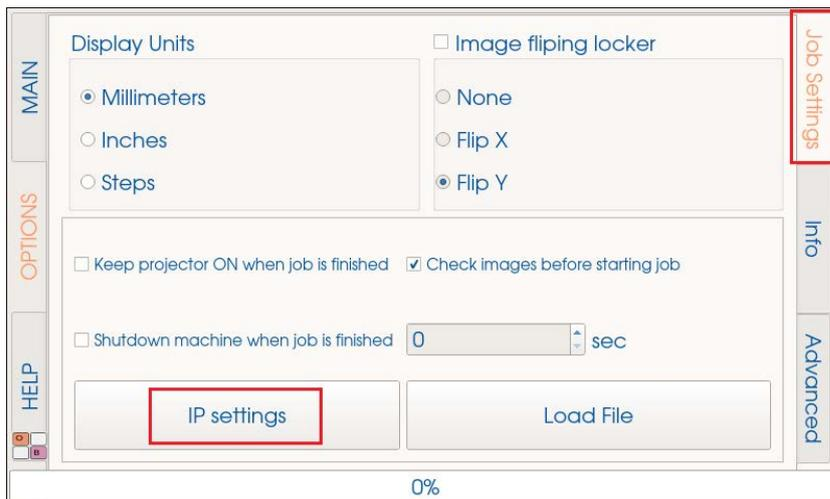 MAIN
OPTIONS
HELP
O
B
Display Units
Millimeters
Inches
Steps
Image fliping locker
None
Flip X
Flip Y
Keep projector ON when job is finished
Check images before starting job
Shutdown machine when job is finished
0
sec
IP settings
Load File
Job Settings
Info
Advanced
0%